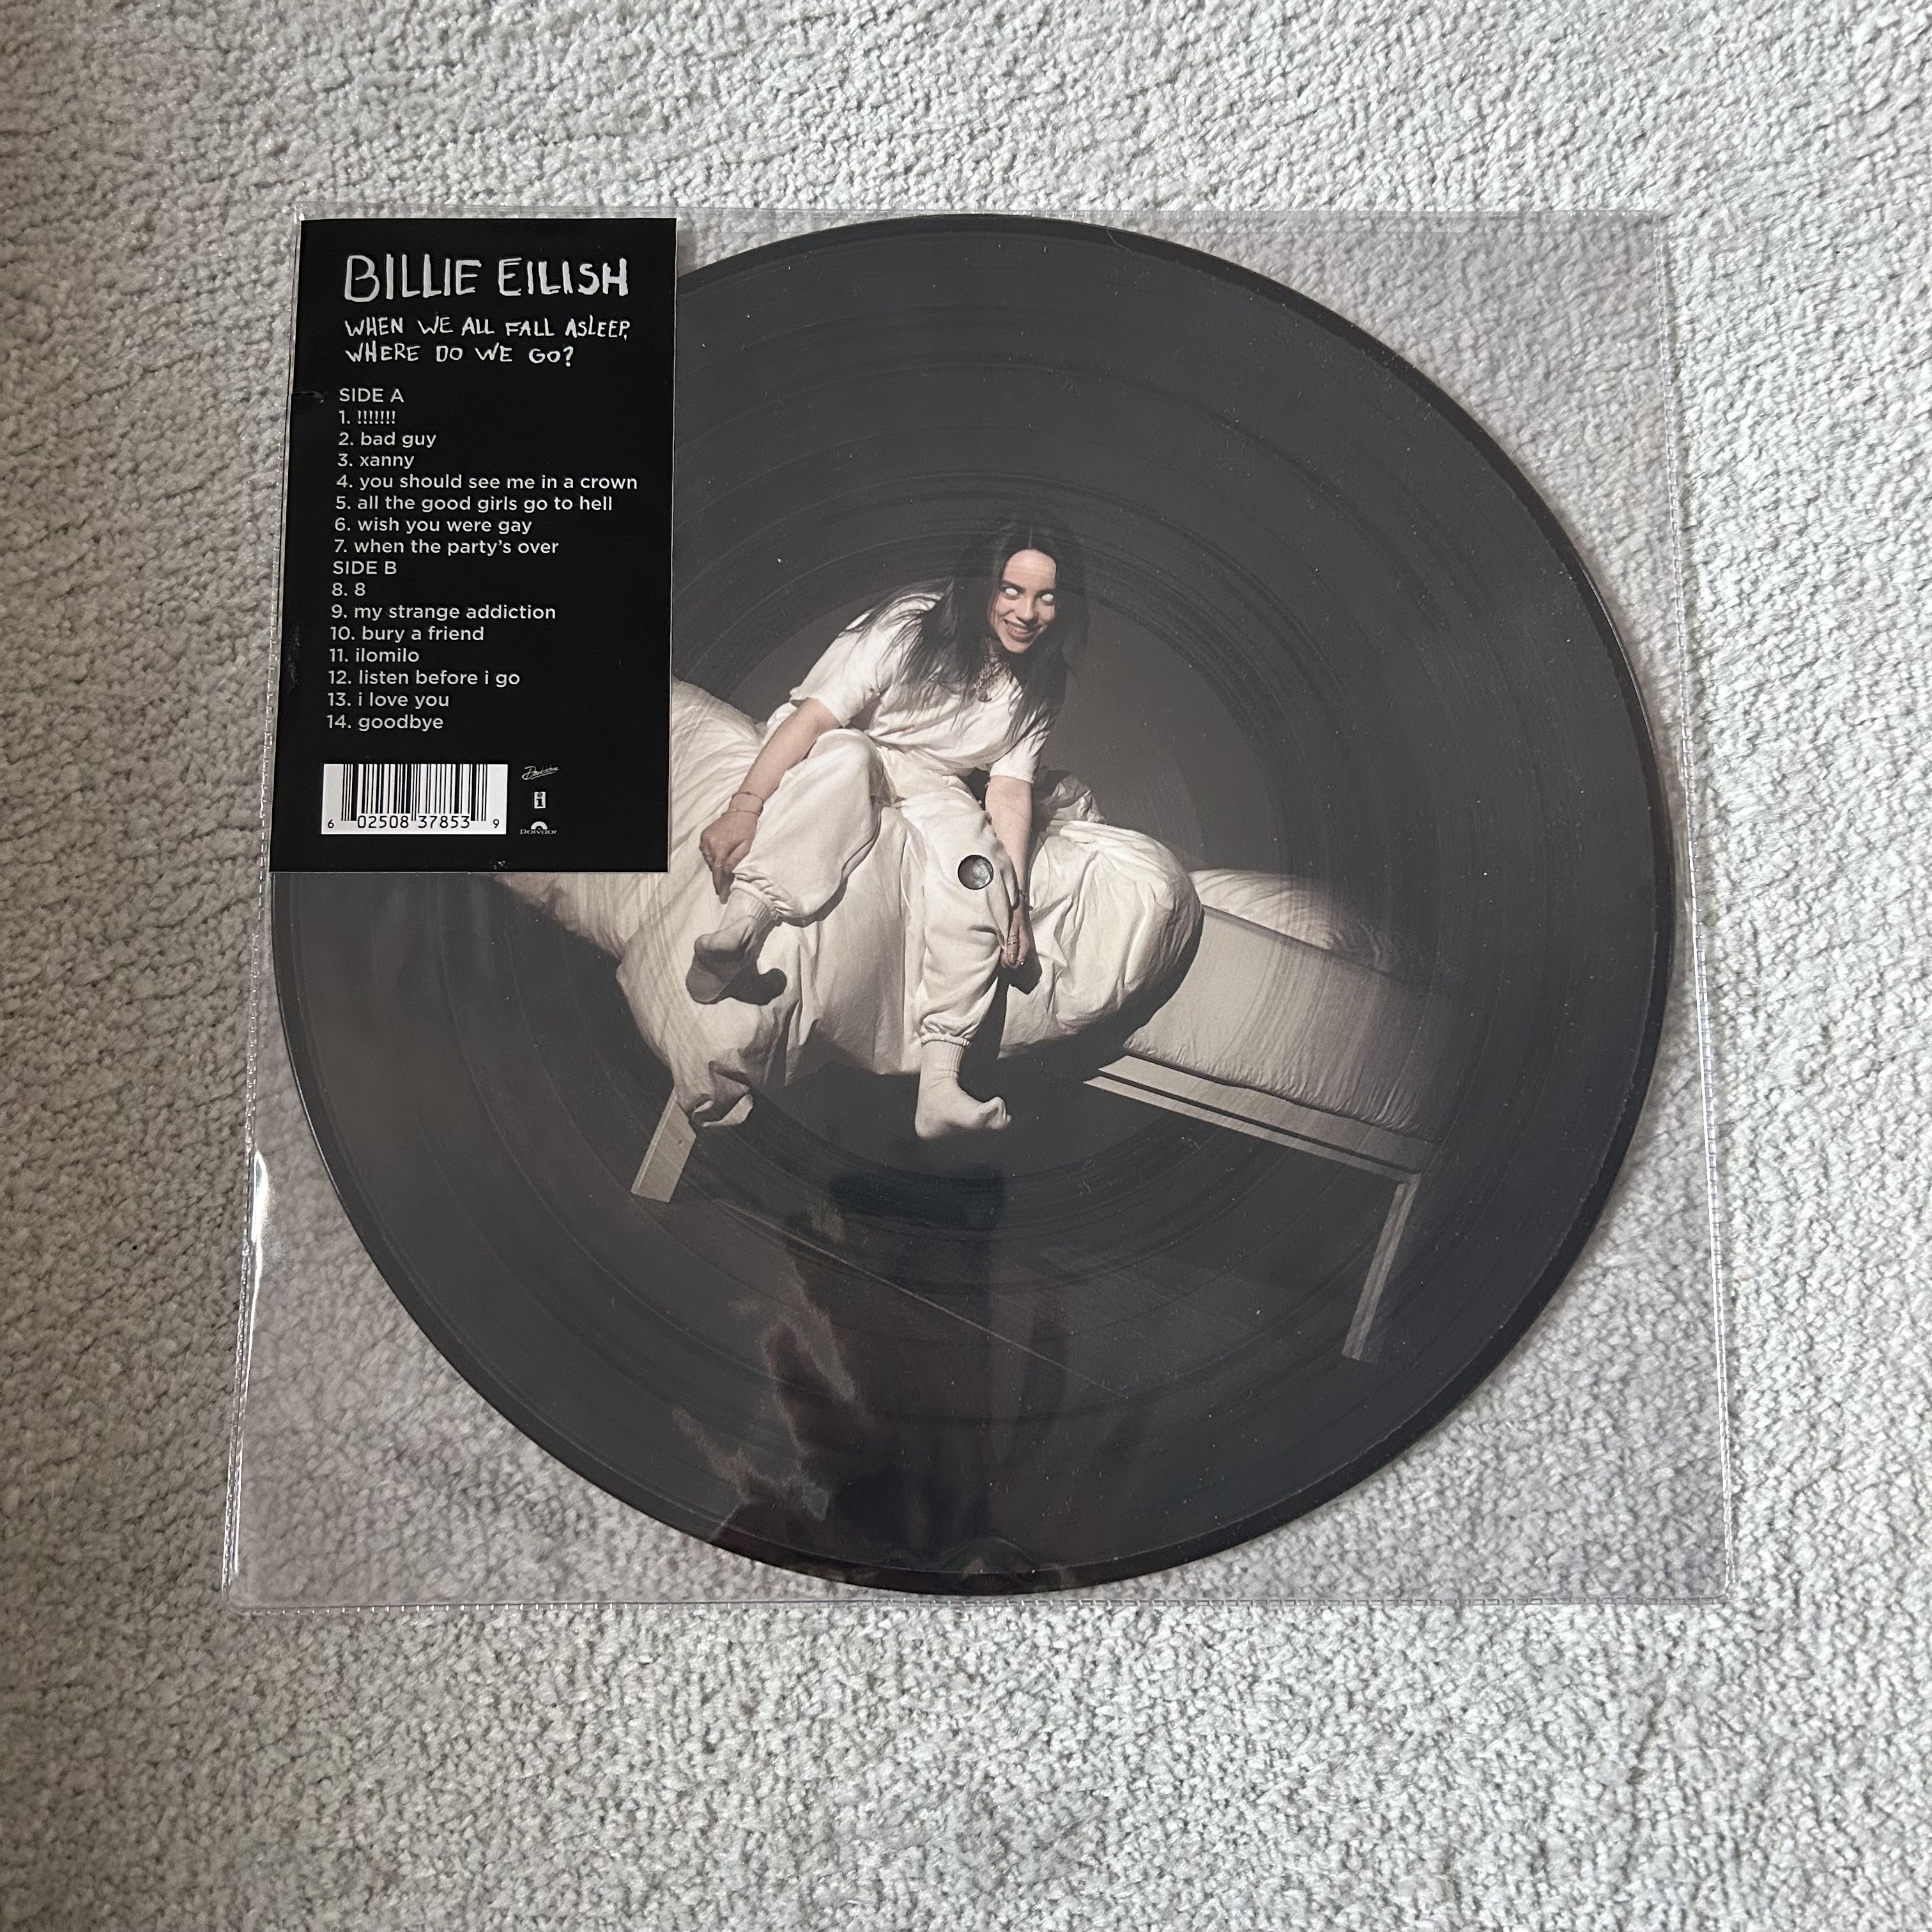 BILLIE EILISH
WHEN WE ALL FALL ASLEEP,
WHERE DO WE GO?
SIDE A
1. !!!!!!!
2. bad guy
3. xanny
4. you should see me in a crown
5. all the good girls go to hell
6. wish you were gay
7. when the party’s over
SIDE B
8. 8
9. my strange addiction
10. bury a friend
11. ilomilo
12. listen before i go
13. i love you
14. goodbye
6 02508 37853 9